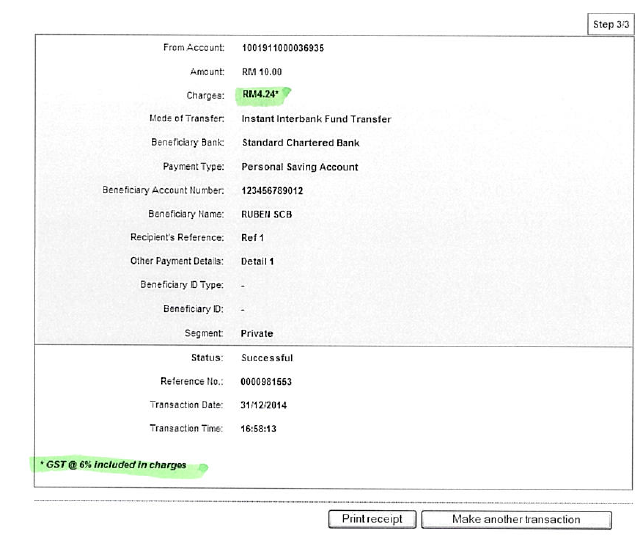 Step 3/3
From Account: 1001911000036935
Amount: RM 10.00
Charges: RM4.24*
Mode of Transfer: Instant Interbank Fund Transfer
Beneficiary Bank: Standard Chartered Bank
Payment Type: Personal Saving Account
Beneficiary Account Number: 123456789012
Beneficiary Name: RUBEN SCB
Recipient's Reference: Ref 1
Other Payment Details: Detail 1
Beneficiary ID Type: -
Beneficiary ID: -
Segment: Private
Status: Successful
Reference No.: 0000981553
Transaction Date: 31/12/2014
Transaction Time: 16:58:13
* GST @ 6% included in charges
Print receipt Make another transaction